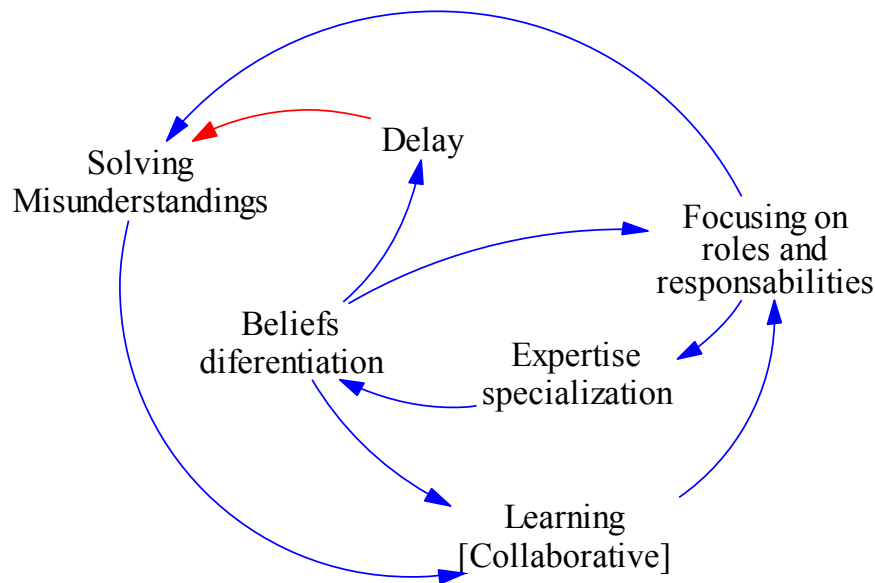 Delay
Solving
Misunderstandings
Focusing on
roles and
responsabilities
Beliefs
diferentiation
Expertise
specialization
Learning
[Collaborative]